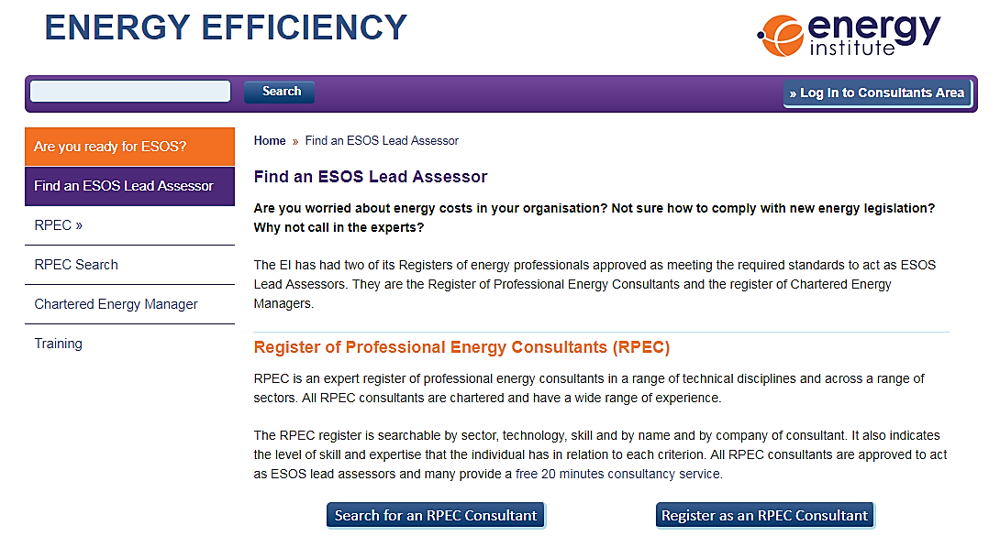 ENERGY EFFICIENCY
energy
institute
Search
» Log In to Consultants Area
Are you ready for ESOS?
Find an ESOS Lead Assessor
RPEC »
RPEC Search
Chartered Energy Manager
Training
Home » Find an ESOS Lead Assessor
Find an ESOS Lead Assessor
Are you worried about energy costs in your organisation? Not sure how to comply with new energy legislation?
Why not call in the experts?
The EI has had two of its Registers of energy professionals approved as meeting the required standards to act as ESOS
Lead Assessors. They are the Register of Professional Energy Consultants and the register of Chartered Energy
Managers.
Register of Professional Energy Consultants (RPEC)
RPEC is an expert register of professional energy consultants in a range of technical disciplines and across a range of
sectors. All RPEC consultants are chartered and have a wide range of experience.
The RPEC register is searchable by sector, technology, skill and by name and by company of consultant. It also indicates
the level of skill and expertise that the individual has in relation to each criterion. All RPEC consultants are approved to act
as ESOS lead assessors and many provide a free 20 minutes consultancy service.
Search for an RPEC Consultant
Register as an RPEC Consultant